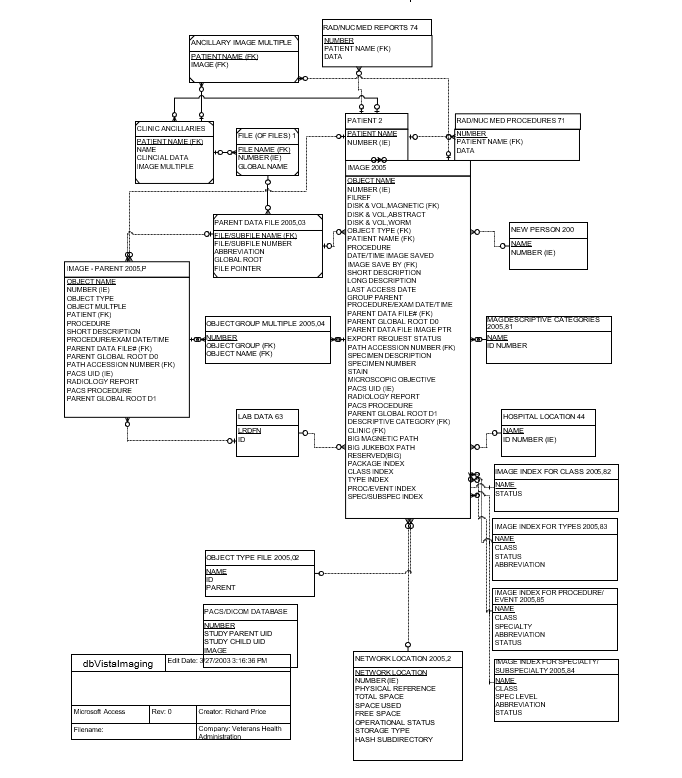 RAD/NUCMED REPORTS 74
NUMBER
PATIENT NAME (FK)
DATA
ANCILLARY IMAGE MULTIPLE
PATIENTNAME (FK)
IMAGE (FK)
CLINIC ANCILLARIES
PATIENT NAME (FK)
NAME
CLINCIAL DATA
IMAGE MULTIPLE
FILE (OF FILES) 1
FILE NAME (FK)
NUMBER (IE)
GLOBAL NAME
PATIENT 2
PATIENT NAME
NUMBER (IE)
RAD/NUC MED PROCEDURES 71
NUMBER
PATIENT NAME (FK)
DATA
IMAGE 2005
OBJECT NAME
NUMBER (IE)
FILREF
DISK & VOL,MAGNETIC (FK)
DISK & VOL,ABSTRACT
DISK & VOL,WORM
OBJECT TYPE (FK)
PATIENT NAME (FK)
PROCEDURE
DATE/TIME IMAGE SAVED
IMAGE SAVE BY (FK)
SHORT DESCRIPTION
LONG DESCRIPTION
LAST ACCESS DATE
GROUP PARENT
PROCEDURE/EXAM DATE/TIME
PARENT DATA FILE# (FK)
PARENT GLOBAL ROOT D0
PARENT DATA FILE IMAGE PTR
EXPORT REQUEST STATUS
PATH ACCESSION NUMBER (FK)
SPECIMEN DESCRIPTION
SPECIMEN NUMBER
STAIN
MICROSCOPIC OBJECTIVE
PACS UID (IE)
RADIOLOGY REPORT
PACS PROCEDURE
PARENT GLOBAL ROOT D1
DESCRIPTIVE CATEGORY (FK)
CLINIC (FK)
BIG MAGNETIC PATH
BIG JUKEBOX PATH
RESERVED(BIG)
PACKAGE INDEX
CLASS INDEX
TYPE INDEX
PROC/EVENT INDEX
SPEC/SUBSPEC INDEX
PARENT DATA FILE 2005,03
FILE/SUBFILE NAME (FK)
FILE/SUBFILE NUMBER
ABBREVIATION
GLOBAL ROOT
FILE POINTER
NEW PERSON 200
NAME
NUMBER (IE)
IMAGE - PARENT 2005,P
OBJECT NAME
NUMBER (IE)
OBJECT TYPE
OBJECT MULTPLE
PATIENT (FK)
PROCEDURE
SHORT DESCRIPTION
PROCEDURE/EXAM DATE/TIME
PARENT DATA FILE# (FK)
PARENT GLOBAL ROOT D0
PATH ACCESSION NUMBER (FK)
PACS UID (IE)
RADIOLOGY REPORT
PACS PROCEDURE
PARENT GLOBAL ROOT D1
OBJECTGROUP MULTIPLE 2005,04
NUMBER
OBJECTGROUP (FK)
OBJECT NAME (FK)
MAGDESCRIPTIVE CATEGORIES
2005,81
NAME
ID NUMBER
LAB DATA 63
LRDFN
ID
HOSPITAL LOCATION 44
NAME
ID NUMBER (IE)
IMAGE INDEX FOR CLASS 2005,82
NAME
STATUS
IMAGE INDEX FOR TYPES 2005,83
NAME
CLASS
STATUS
ABBREVIATION
OBJECT TYPE FILE 2005,02
NAME
ID
PARENT
IMAGE INDEX FOR PROCEDURE/
EVENT 2005,85
NAME
CLASS
SPECIALTY
ABBREVIATION
STATUS
PACS/DICOM DATABASE
NUMBER
STUDY PARENT UID
STUDY CHILD UID
IMAGE
NETWORK LOCATION 2005,2
NETWORK LOCATION
NUMBER(IE)
PHYSICAL REFERENCE
TOTAL SPACE
SPACE USED
FREE SPACE
OPERATIONAL STATUS
STORAGE TYPE
HASH SUBDIRECTORY
IMAGE INDEX FOR SPECIALTY/
SUBSPECIALTY 2005,84
NAME
CLASS
SPEC LEVEL
ABBREVIATION
STATUS
dbVistaImaging
Edit Date: 3/27/2003 3:16:36 PM
Microsoft Access
Rev: 0
Creator: Richard Price
Filename:
Company: Veterans Health
Administration